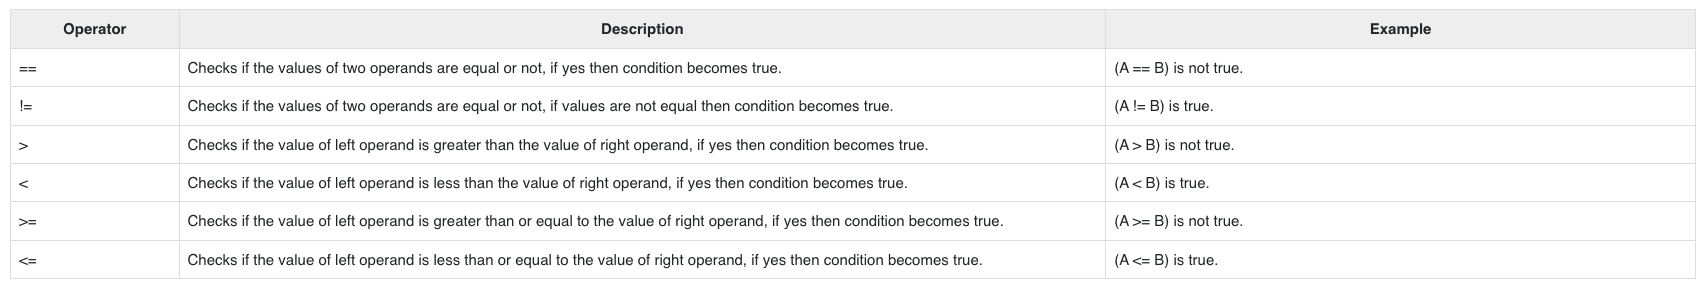 Operator Description Example
== Checks if the values of two operands are equal or not, if yes then condition becomes true. (A == B) is not true.
!= Checks if the values of two operands are equal or not, if values are not equal then condition becomes true. (A != B) is true.
> Checks if the value of left operand is greater than the value of right operand, if yes then condition becomes true. (A > B) is not true.
< Checks if the value of left operand is less than the value of right operand, if yes then condition becomes true. (A < B) is true.
>= Checks if the value of left operand is greater than or equal to the value of right operand, if yes then condition becomes true. (A >= B) is not true.
<= Checks if the value of left operand is less than or equal to the value of right operand, if yes then condition becomes true. (A <= B) is true.